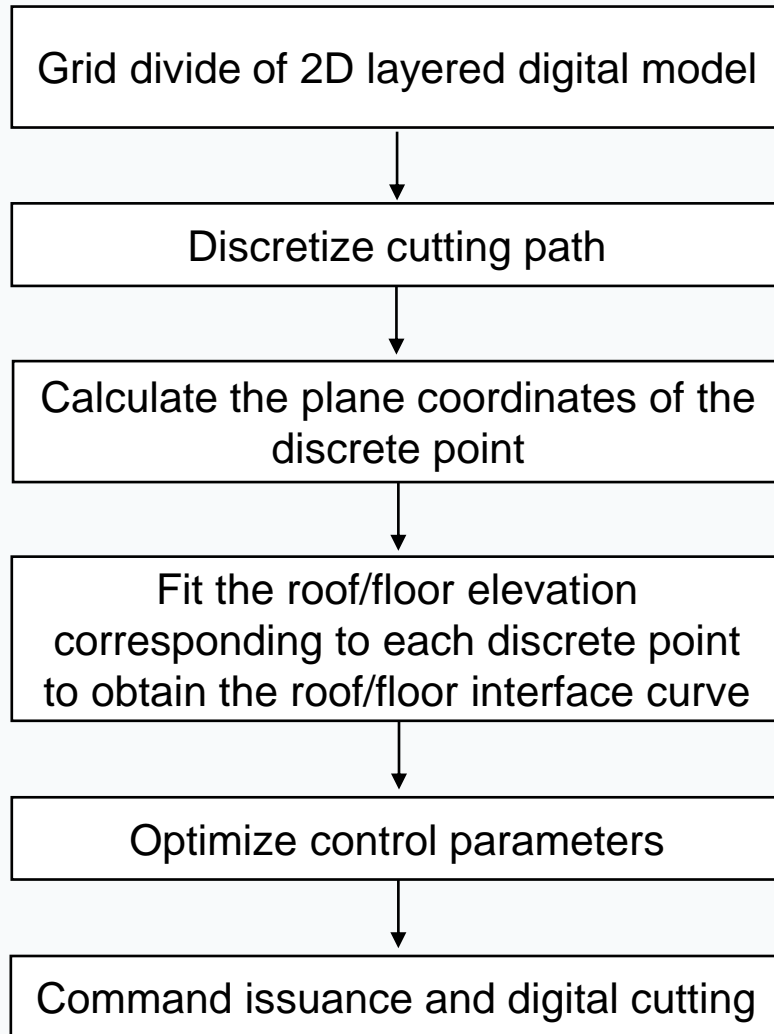 Grid divide of 2D layered digital model
Discretize cutting path
Calculate the plane coordinates of the
discrete point
Fit the roof/floor elevation
corresponding to each discrete point
to obtain the roof/floor interface curve
Optimize control parameters
Command issuance and digital cutting